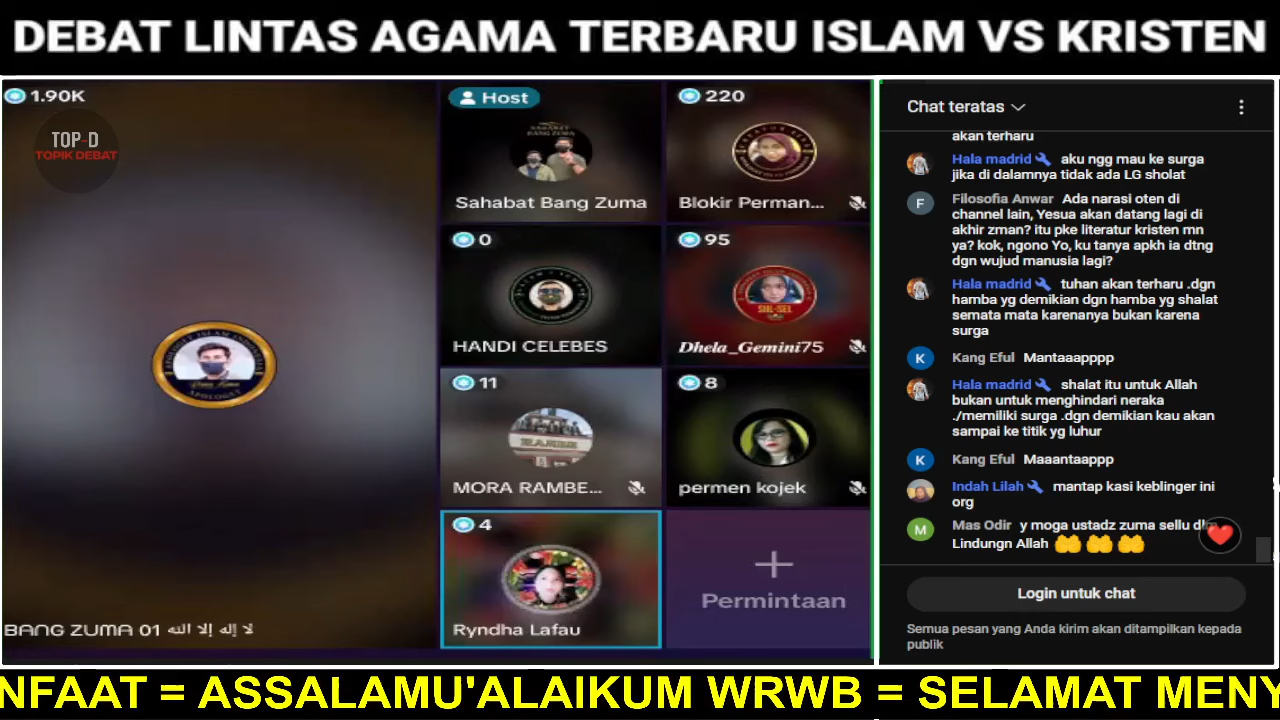 DEBAT LINTAS AGAMA TERBARU ISLAM VS KRISTEN
1.90K
TOP-D
TOPIK DEBAT
BANG ZUMA 01 لا إله إلا الله
Host
Sahabat Bang Zuma
220
Blokir Perman...
0
HANDI CELEBES
95
SUL-SEL
Dhela_Gemini75
11
MORA RAMBE...
8
permen kojek
4
Ryndha Lafau
+
Permintaan
Chat teratas
akan terharu
Hala madrid aku ngg mau ke surga
jika di dalamnya tidak ada LG sholat
F
Filosofia Anwar Ada narasi oten di
channel lain, Yesua akan datang lagi di
akhir zman? itu pke literatur kristen mn
ya? kok, ngono Yo, ku tanya apkh ia dtng
dgn wujud manusia lagi?
Hala madrid tuhan akan terharu .dgn
hamba yg demikian dgn hamba yg shalat
semata mata karenanya bukan karena
surga
K
Kang Eful Mantaaapppp
Hala madrid shalat itu untuk Allah
bukan untuk menghindari neraka
./memiliki surga .dgn demikian kau akan
sampai ke titik yg luhur
K
Kang Eful Maaantaappp
Indah Lilah mantap kasi keblinger ini
org
M
Mas Odir y moga ustadz zuma sellu dlm
Lindungn Allah 🤲 🤲 🤲
Login untuk chat
Semua pesan yang Anda kirim akan ditampilkan kepada
publik
NFAAT = ASSALAMU'ALAIKUM WRWB = SELAMAT MENY